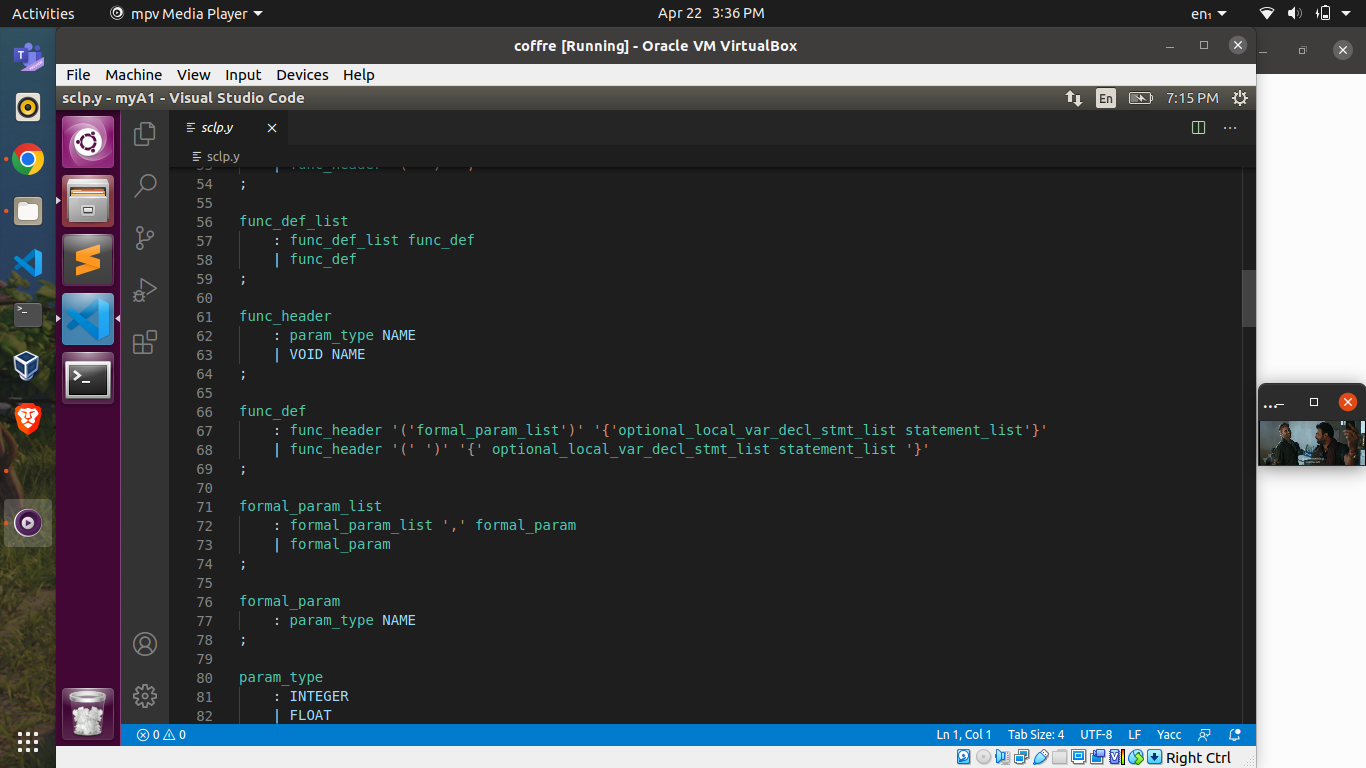 Activities mpv Media Player Apr 22 3:36 PM en₁
coffre [Running] - Oracle VM VirtualBox
File Machine View Input Devices Help
sclp.y - myA1 - Visual Studio Code En 7:15 PM
sclp.y
sclp.y
54 ;
55
56 func_def_list
57 : func_def_list func_def
58 | func_def
59 ;
60
61 func_header
62 : param_type NAME
63 | VOID NAME
64 ;
65
66 func_def
67 : func_header '('formal_param_list')' '{'optional_local_var_decl_stmt_list statement_list'}'
68 | func_header '(' ')' '{' optional_local_var_decl_stmt_list statement_list '}'
69 ;
70
71 formal_param_list
72 : formal_param_list ',' formal_param
73 | formal_param
74 ;
75
76 formal_param
77 : param_type NAME
78 ;
79
80 param_type
81 : INTEGER
82 | FLOAT
0 0 Ln 1, Col 1 Tab Size: 4 UTF-8 LF Yacc
Right Ctrl